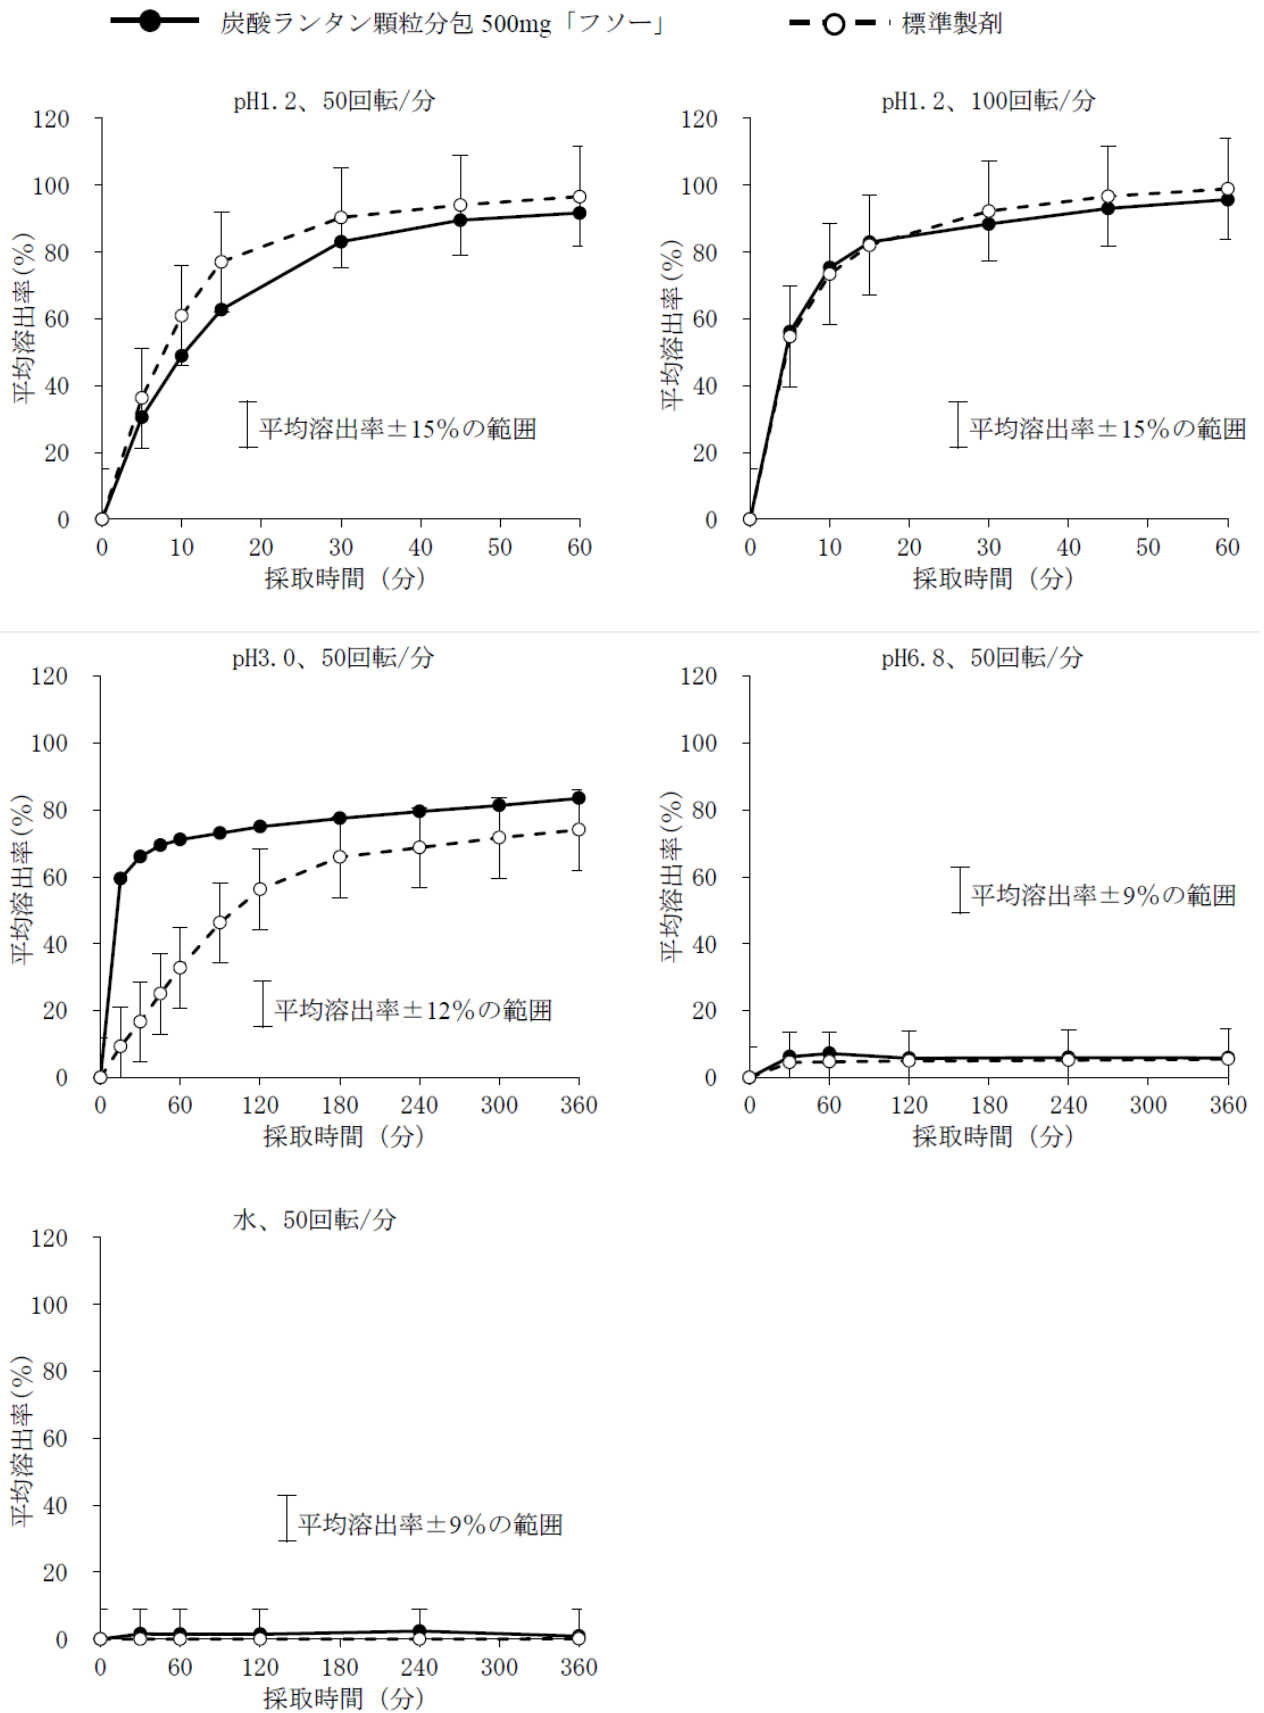 炭酸ランタン顆粒分包 500mg「フソー」 標準製剤
pH1.2、50回転/分
平均溶出率(%)
120
100
80
60
40
20
0
平均溶出率±15%の範囲
0 10 20 30 40 50 60
採取時間（分）
pH1.2、100回転/分
平均溶出率(%)
120
100
80
60
40
20
0
平均溶出率±15%の範囲
0 10 20 30 40 50 60
採取時間（分）
pH3.0、50回転/分
平均溶出率(%)
120
100
80
60
40
20
0
平均溶出率±12%の範囲
0 60 120 180 240 300 360
採取時間（分）
pH6.8、50回転/分
平均溶出率(%)
120
100
80
60
40
20
0
平均溶出率±9%の範囲
0 60 120 180 240 300 360
採取時間（分）
水、50回転/分
平均溶出率(%)
120
100
80
60
40
20
0
平均溶出率±9%の範囲
0 60 120 180 240 300 360
採取時間（分）